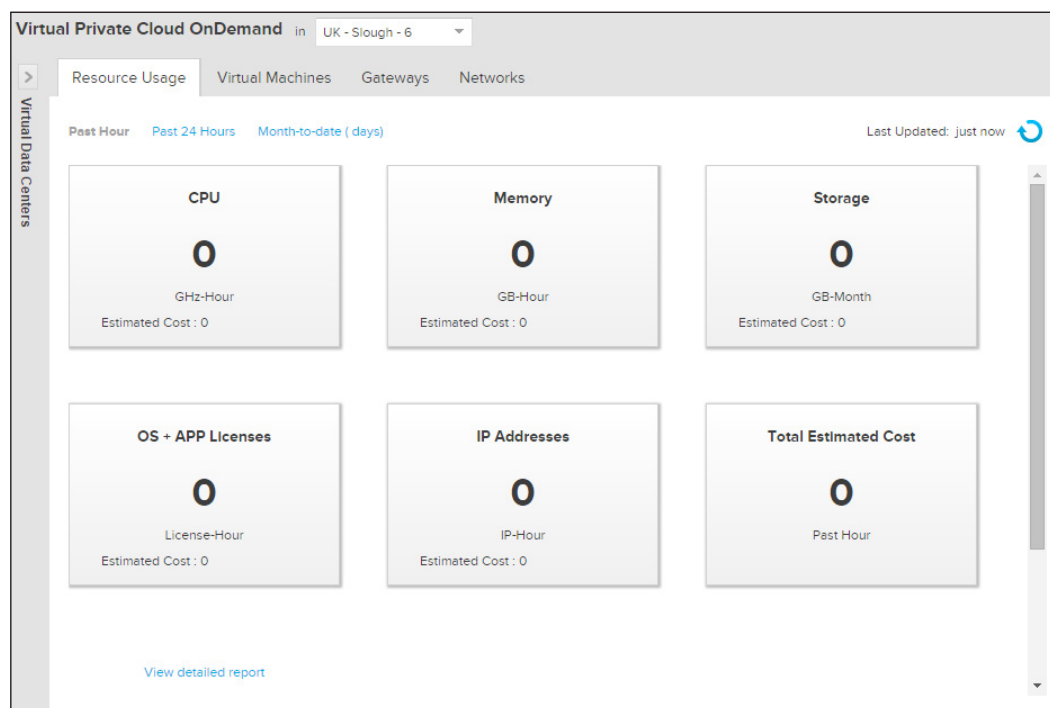 Virtual Private Cloud OnDemand in UK - Slough - 6
Resource Usage Virtual Machines Gateways Networks
Virtual Data Centers
Past Hour Past 24 Hours Month-to-date ( days) Last Updated: just now
CPU
0
GHz-Hour
Estimated Cost : 0
Memory
0
GB-Hour
Estimated Cost : 0
Storage
0
GB-Month
Estimated Cost : 0
OS + APP Licenses
0
License-Hour
Estimated Cost : 0
IP Addresses
0
IP-Hour
Estimated Cost : 0
Total Estimated Cost
0
Past Hour
View detailed report